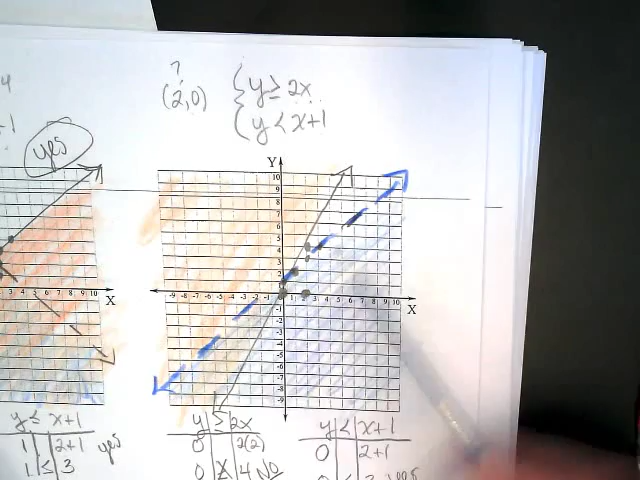 4
?
(2,0) { y ≥ 2x
+1
{ y < x+1
yes
Y
10
9
8
7
6
5
4
3
2
1
3 4 5 6 7 8 9 10 X
-9 -8 -7 -6 -5 -4 -3 -2 -1 1 2 3 4 5 6 7 8 9 10 X
-1
-2
-3
-4
-5
-6
-7
-8
-9
y ≤ x+1
1 2+1 yes
1 ≤ 3
y ≥ 2x
0 2(2)
0 4 NO
y < x+1
0 2+1